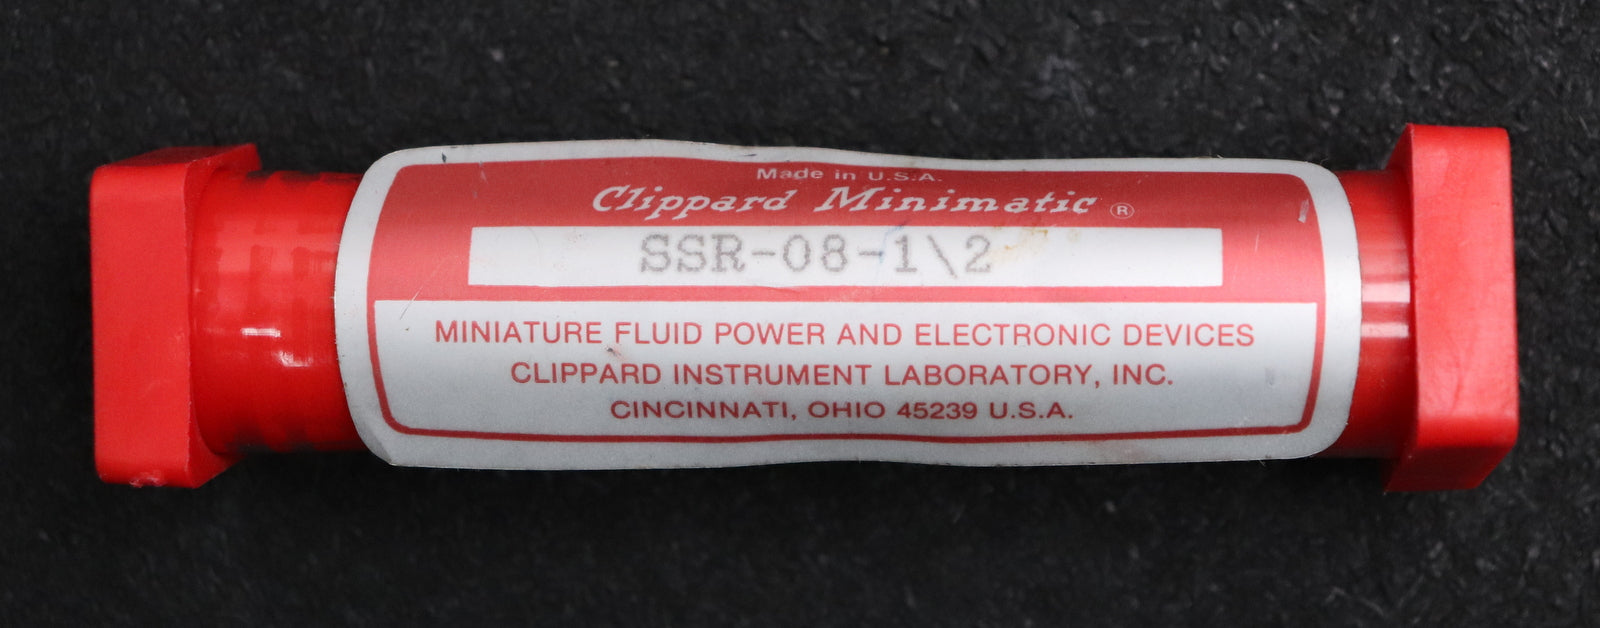 Made in U.S.A.
Clippard Minimatic ®
SSR-08-1\2
MINIATURE FLUID POWER AND ELECTRONIC DEVICES
CLIPPARD INSTRUMENT LABORATORY, INC.
CINCINNATI, OHIO 45239 U.S.A.